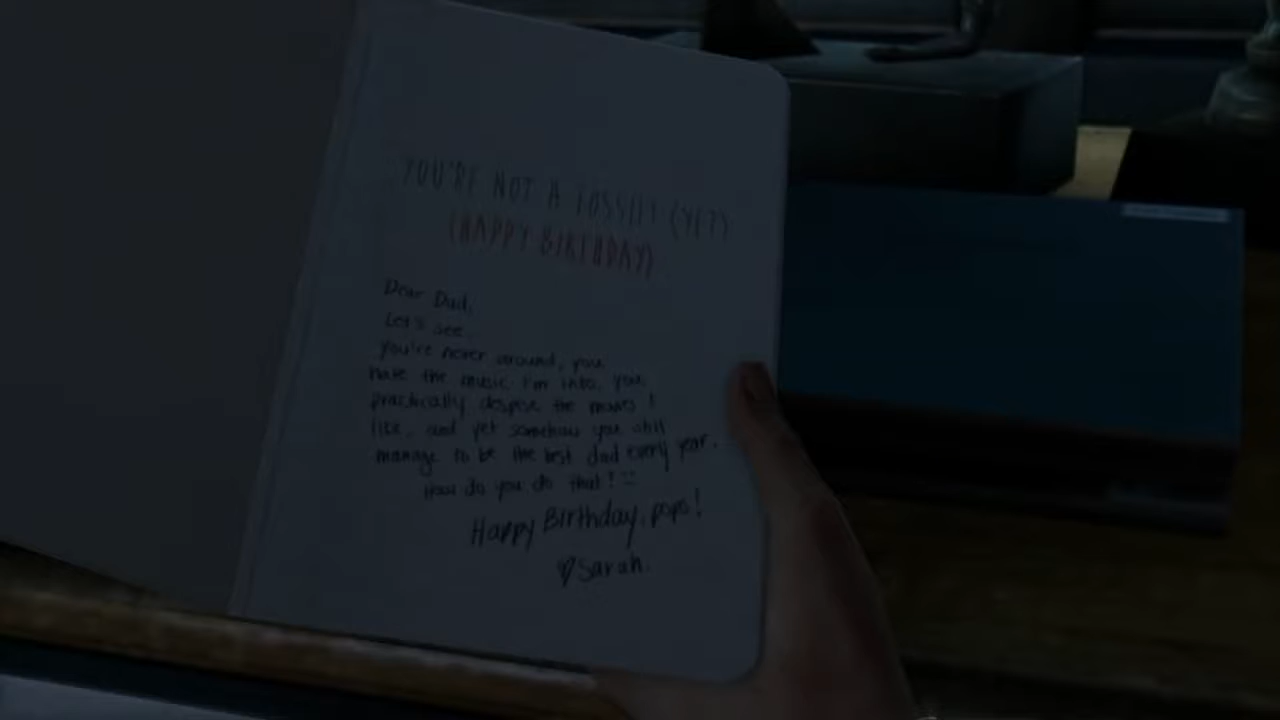 YOU'RE NOT A FOSSIL! (YET)
(HAPPY BIRTHDAY)
Dear Dad,
Let's see...
you're never around, you
hate the music I'm into, you
practically despise the movies I
like, and yet somehow you still
manage to be the best dad every year.
How do you do that? :)
Happy Birthday, pops!
♡ Sarah.